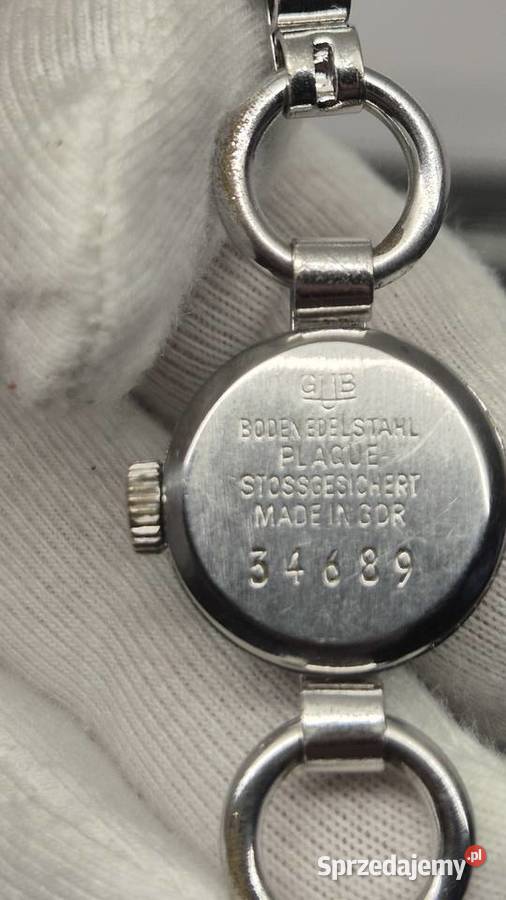 GUB
BODEN EDELSTAHL
PLAQUE-
STOSSGESICHERT
MADE IN GDR
34689
Sprzedajemy.pl